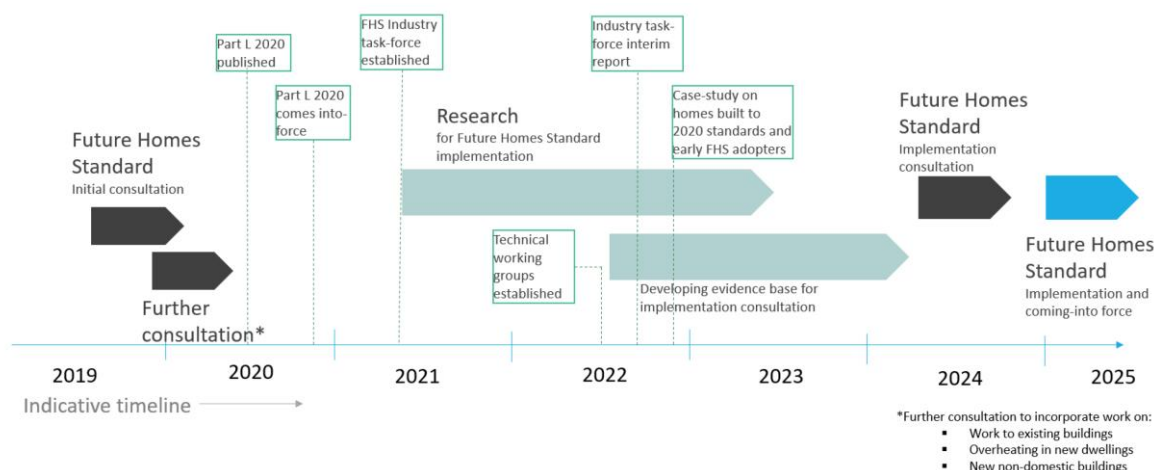 FHS Industry
task-force
established
Industry task-
force interim
report
Part L 2020
published
Part L 2020
comes into-
force
Case-study on
homes built to
2020 standards and
early FHS adopters
Future Homes
Standard
Initial consultation
Research
for Future Homes Standard
implementation
Future Homes
Standard
Implementation
consultation
Further
consultation*
Technical
working
groups
established
Developing evidence base for
implementation consultation
Future Homes
Standard
Implementation and
coming-into force
2019
2020
2021
2022
2023
2024
2025
Indicative timeline
*Further consultation to incorporate work on:
▪ Work to existing buildings
▪ Overheating in new dwellings
▪ New non-domestic buildings